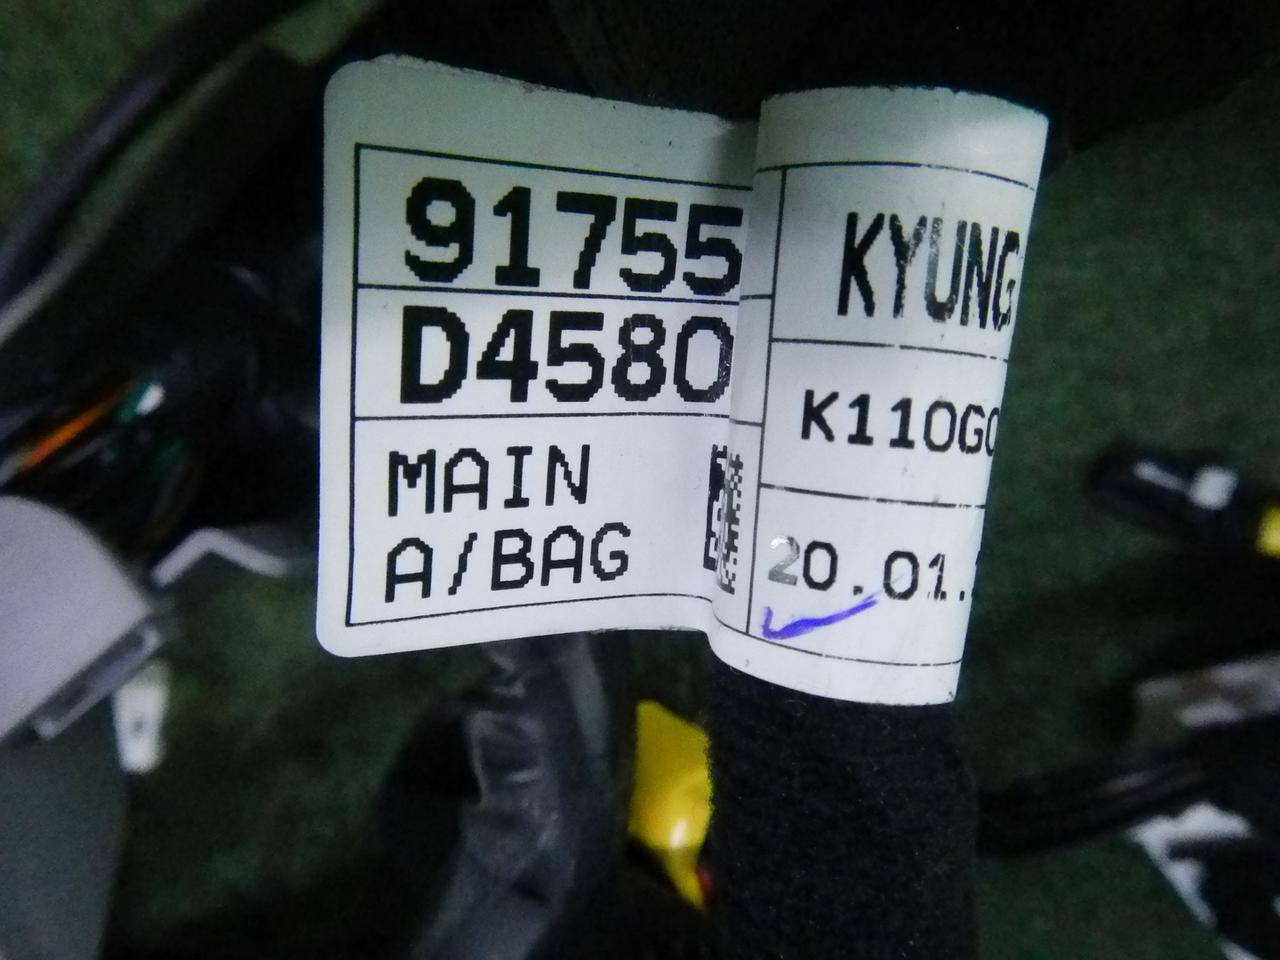 91755
D4580
MAIN
A/BAG
KYUNG
K110G
20.01.